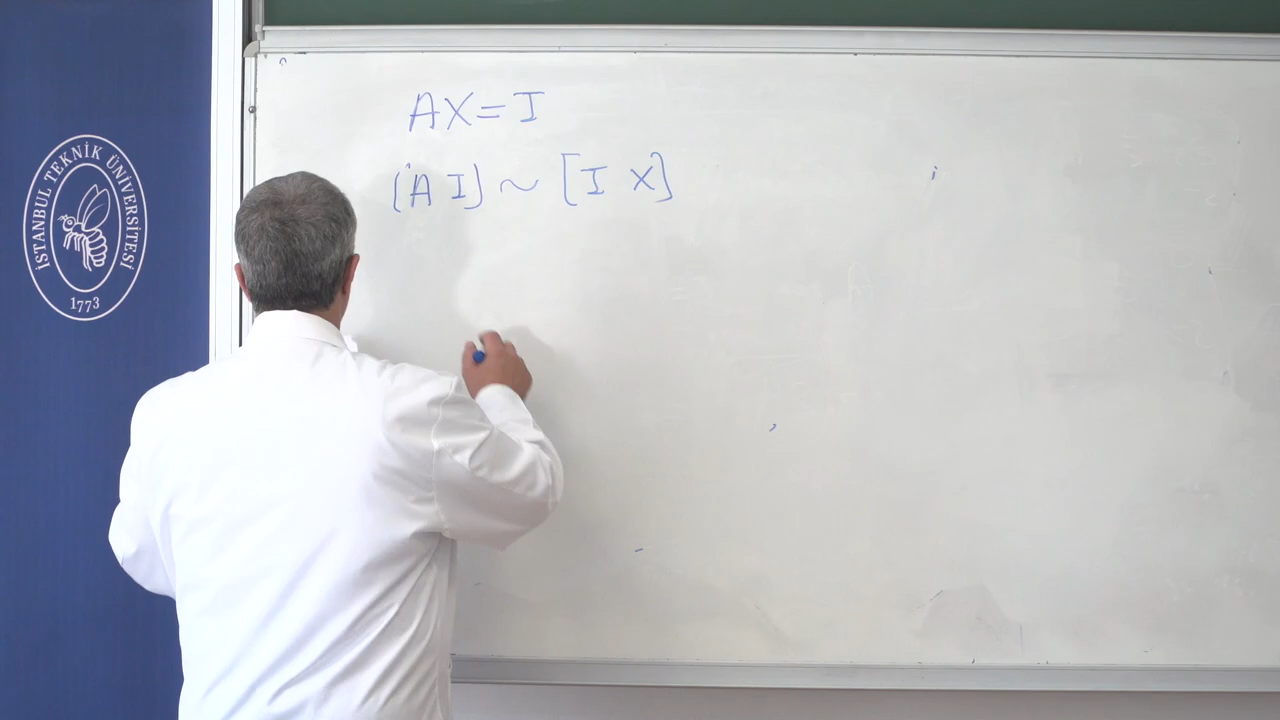 İSTANBUL TEKNİK ÜNİVERSİTESİ
1773
AX = I
[A I] ~ [I X]